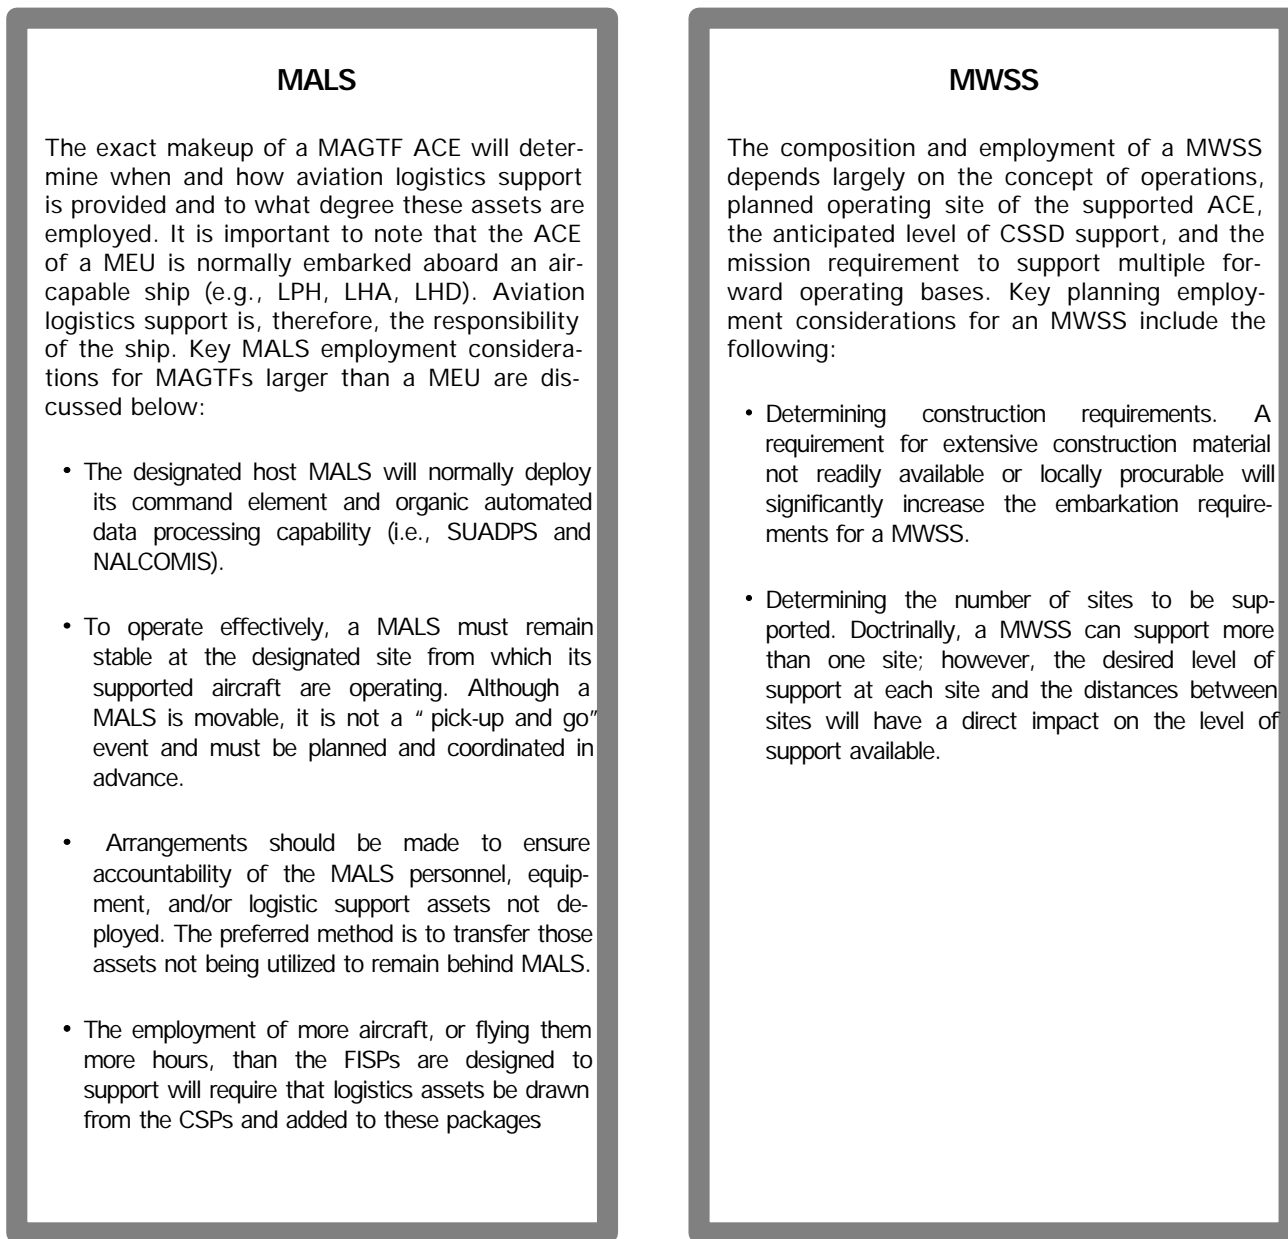 MALS
The exact makeup of a MAGTF ACE will deter-
mine when and how aviation logistics support
is provided and to what degree these assets are
employed. It is important to note that the ACE
of a MEU is normally embarked aboard an air-
capable ship (e.g., LPH, LHA, LHD). Aviation
logistics support is, therefore, the responsibility
of the ship. Key MALS employment considera-
tions for MAGTFs larger than a MEU are dis-
cussed below:
• The designated host MALS will normally deploy
its command element and organic automated
data processing capability (i.e., SUADPS and
NALCOMIS).
• To operate effectively, a MALS must remain
stable at the designated site from which its
supported aircraft are operating. Although a
MALS is movable, it is not a " pick-up and go"
event and must be planned and coordinated in
advance.
• Arrangements should be made to ensure
accountability of the MALS personnel, equip-
ment, and/or logistic support assets not de-
ployed. The preferred method is to transfer those
assets not being utilized to remain behind MALS.
• The employment of more aircraft, or flying them
more hours, than the FISPs are designed to
support will require that logistics assets be drawn
from the CSPs and added to these packages
MWSS
The composition and employment of a MWSS
depends largely on the concept of operations,
planned operating site of the supported ACE,
the anticipated level of CSSD support, and the
mission requirement to support multiple for-
ward operating bases. Key planning employ-
ment considerations for an MWSS include the
following:
• Determining construction requirements. A
requirement for extensive construction material
not readily available or locally procurable will
significantly increase the embarkation require-
ments for a MWSS.
• Determining the number of sites to be sup-
ported. Doctrinally, a MWSS can support more
than one site; however, the desired level of
support at each site and the distances between
sites will have a direct impact on the level of
support available.